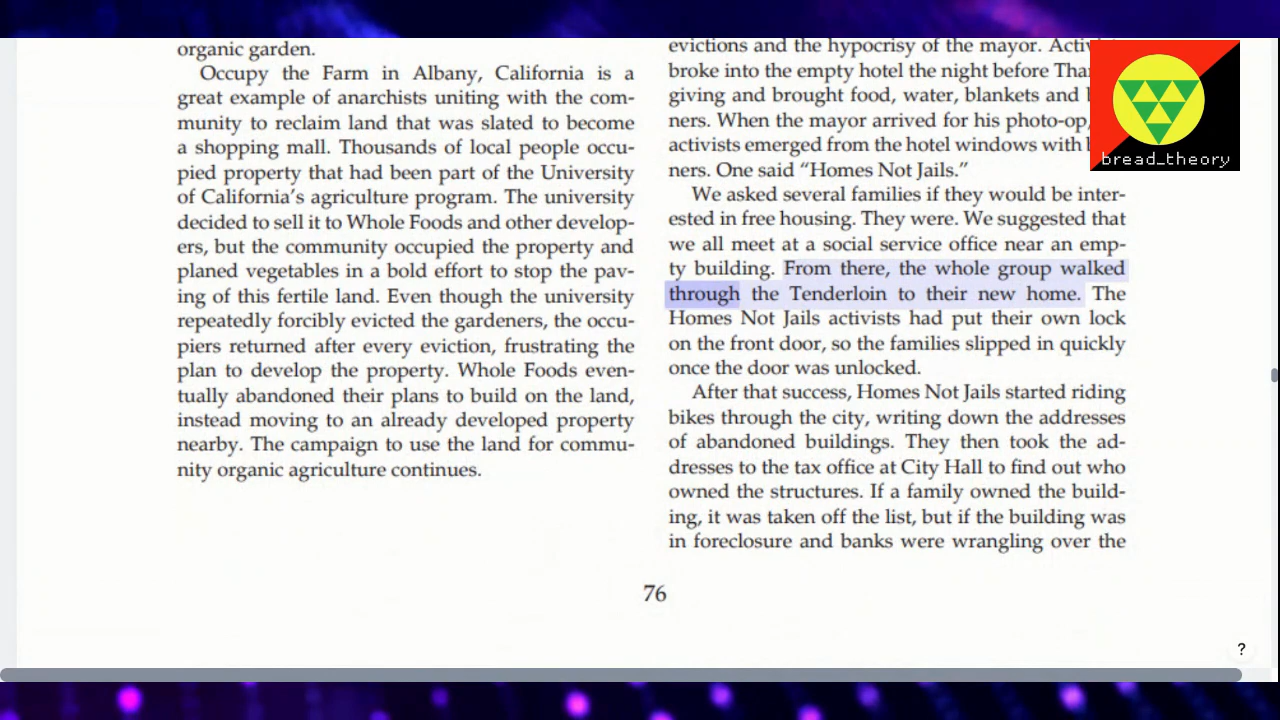 organic garden.
Occupy the Farm in Albany, California is a
great example of anarchists uniting with the com-
munity to reclaim land that was slated to become
a shopping mall. Thousands of local people occu-
pied property that had been part of the University
of California's agriculture program. The university
decided to sell it to Whole Foods and other develop-
ers, but the community occupied the property and
planed vegetables in a bold effort to stop the pav-
ing of this fertile land. Even though the university
repeatedly forcibly evicted the gardeners, the occu-
piers returned after every eviction, frustrating the
plan to develop the property. Whole Foods even-
tually abandoned their plans to build on the land,
instead moving to an already developed property
nearby. The campaign to use the land for commu-
nity organic agriculture continues.
evictions and the hypocrisy of the mayor.
broke into the empty hotel the night before
giving and brought food, water, blankets and
ners. When the mayor arrived for his photo-op,
activists emerged from the hotel windows with
ners. One said “Homes Not Jails.”
We asked several families if they would be inter-
ested in free housing. They were. We suggested that
we all meet at a social service office near an emp-
ty building. From there, the whole group walked
through the Tenderloin to their new home. The
Homes Not Jails activists had put their own lock
on the front door, so the families slipped in quickly
once the door was unlocked.
After that success, Homes Not Jails started riding
bikes through the city, writing down the addresses
of abandoned buildings. They then took the ad-
dresses to the tax office at City Hall to find out who
owned the structures. If a family owned the build-
ing, it was taken off the list, but if the building was
in foreclosure and banks were wrangling over the
76
bread_theory
?